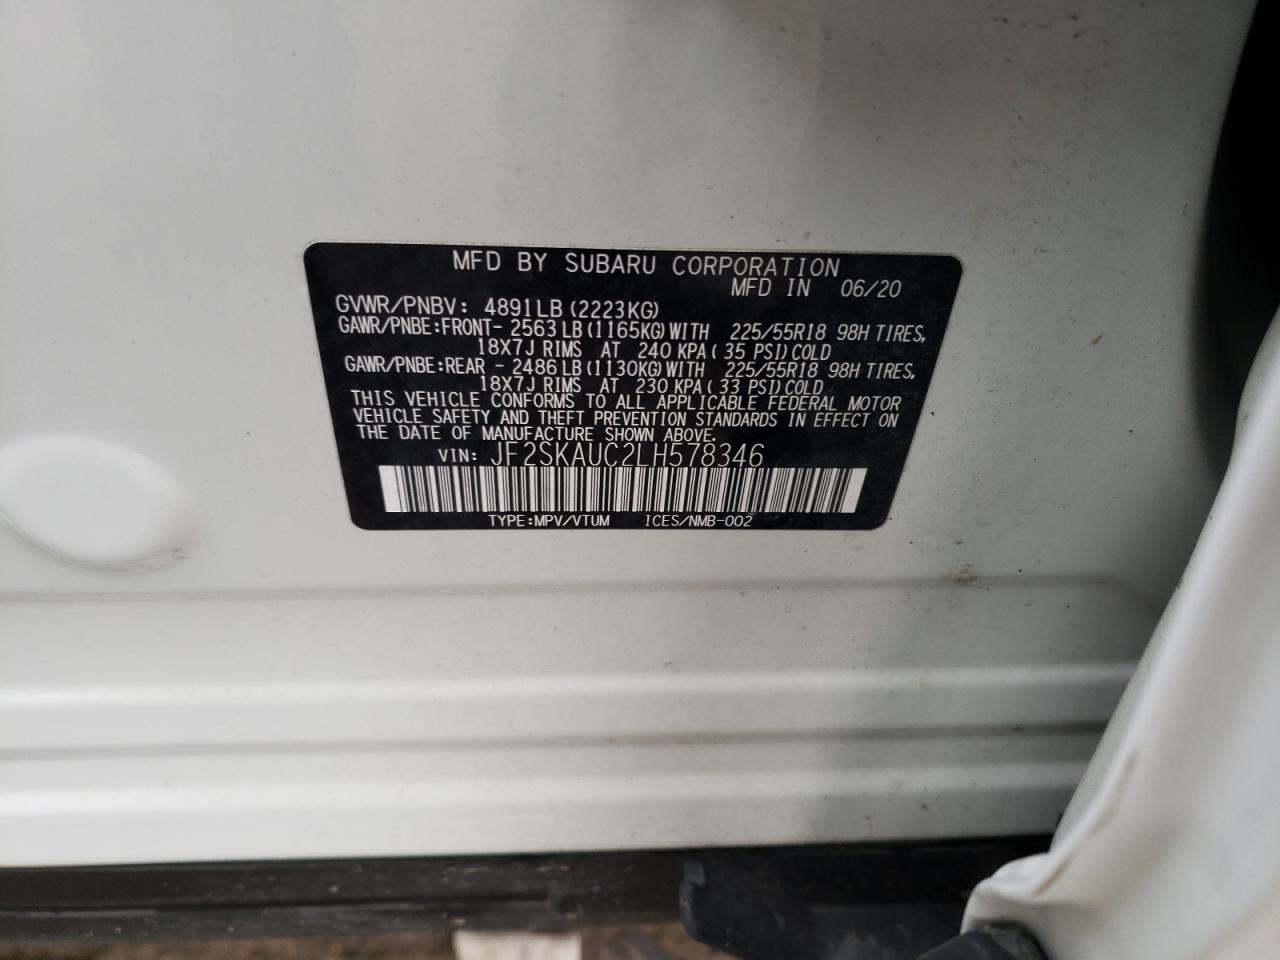 MFD BY SUBARU CORPORATION
MFD IN 06/20
GVWR/PNBV: 4891LB(2223KG)
GAWR/PNBE:FRONT- 2563LB(1165KG)WITH 225/55R18 98H TIRES,
18X7J RIMS AT 240 KPA( 35 PSI)COLD
GAWR/PNBE:REAR - 2486LB(1130KG)WITH 225/55R18 98H TIRES,
18X7J RIMS AT 230 KPA( 33 PSI)COLD
THIS VEHICLE CONFORMS TO ALL APPLICABLE FEDERAL MOTOR
VEHICLE SAFETY AND THEFT PREVENTION STANDARDS IN EFFECT ON
THE DATE OF MANUFACTURE SHOWN ABOVE.
VIN: JF2SKAUC2LH578346
TYPE:MPV/VTUM ICES/NMB-002